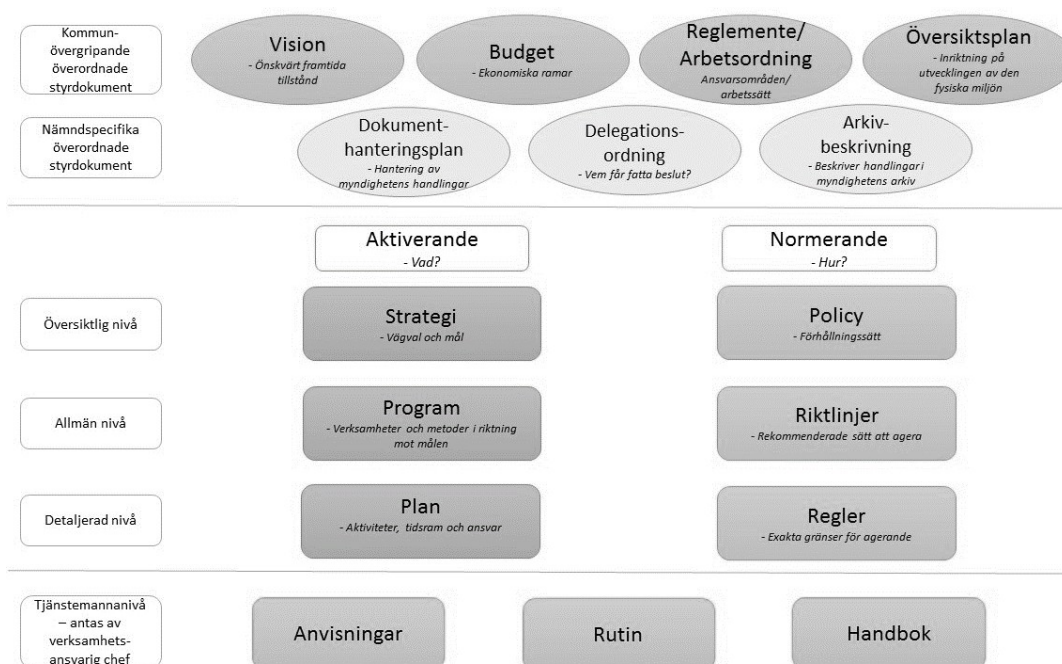 Kommun-
övergripande
överordnade
styrdokument
Vision
- Önskvärt framtida
tillstånd
Budget
- Ekonomiska ramar
Reglemente/
Arbetsordning
Ansvarsområden/
arbetssätt
Översiktsplan
- Inriktning på
utvecklingen av den
fysiska miljön
Nämndspecifika
överordnade
styrdokument
Dokument-
hanteringsplan
- Hantering av
myndighetens handlingar
Delegations-
ordning
- Vem får fatta beslut?
Arkiv-
beskrivning
- Beskriver handlingar i
myndighetens arkiv
Aktiverande
- Vad?
Normerande
- Hur?
Översiktlig nivå
Strategi
- Vägval och mål
Policy
- Förhållningssätt
Allmän nivå
Program
- Verksamheter och metoder i riktning
mot målen
Riktlinjer
- Rekommenderade sätt att agera
Detaljerad nivå
Plan
- Aktiviteter, tidsram och ansvar
Regler
- Exakta gränser för agerande
Tjänstemannanivå
– antas av
verksamhets-
ansvarig chef
Anvisningar
Rutin
Handbok